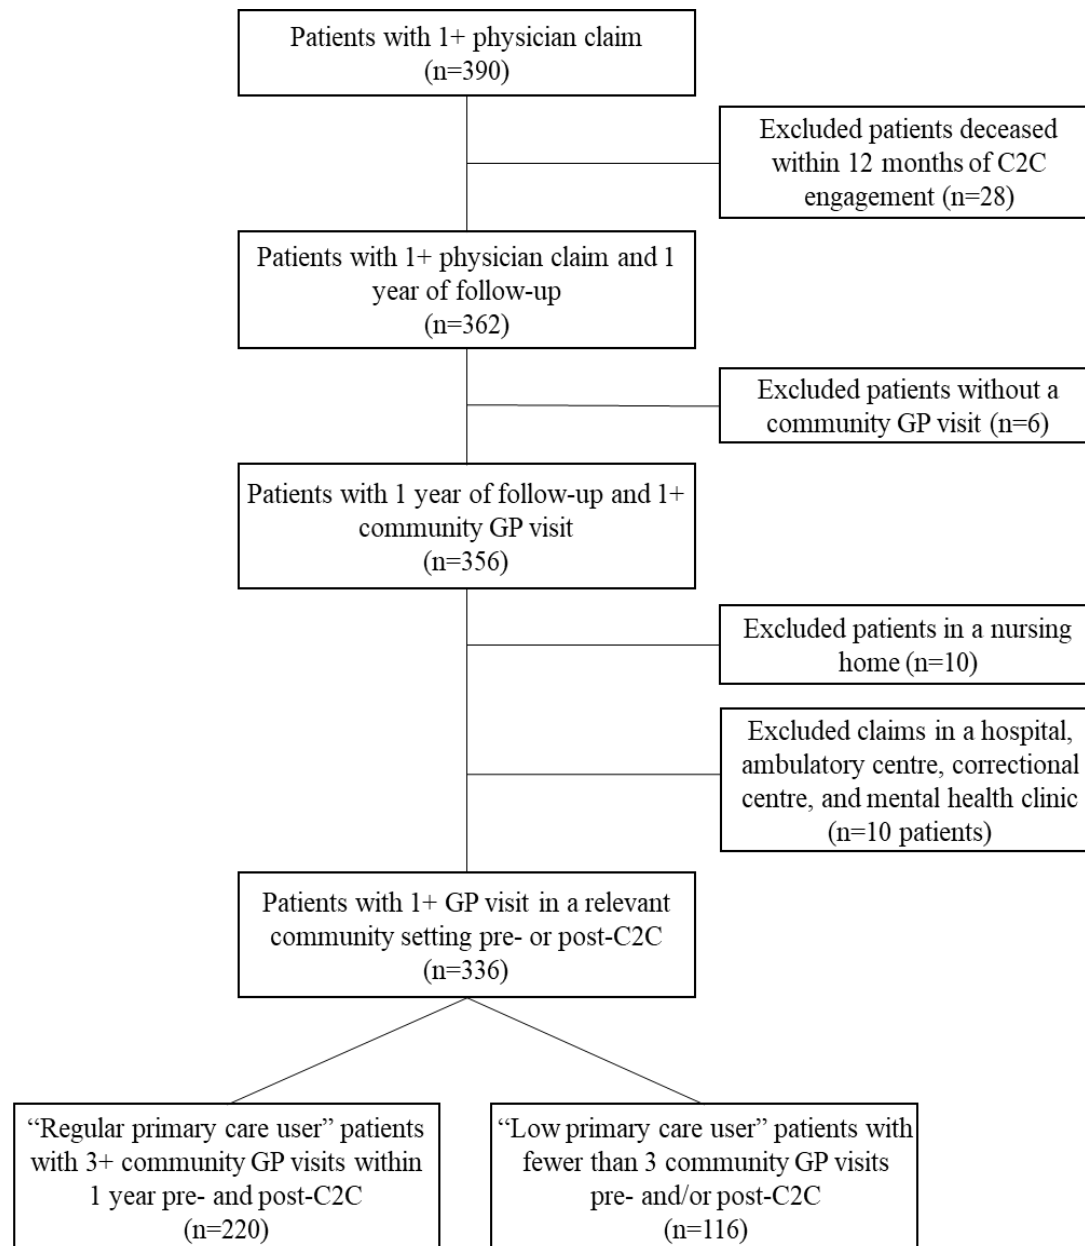 Patients with 1+ physician claim
(n=390)
Excluded patients deceased
within 12 months of C2C
engagement (n=28)
Patients with 1+ physician claim and 1
year of follow-up
(n=362)
Excluded patients without a
community GP visit (n=6)
Patients with 1 year of follow-up and 1+
community GP visit
(n=356)
Excluded patients in a nursing
home (n=10)
Excluded claims in a hospital,
ambulatory centre, correctional
centre, and mental health clinic
(n=10 patients)
Patients with 1+ GP visit in a relevant
community setting pre- or post-C2C
(n=336)
“Regular primary care user” patients
with 3+ community GP visits within
1 year pre- and post-C2C
(n=220)
“Low primary care user” patients with
fewer than 3 community GP visits
pre- and/or post-C2C
(n=116)